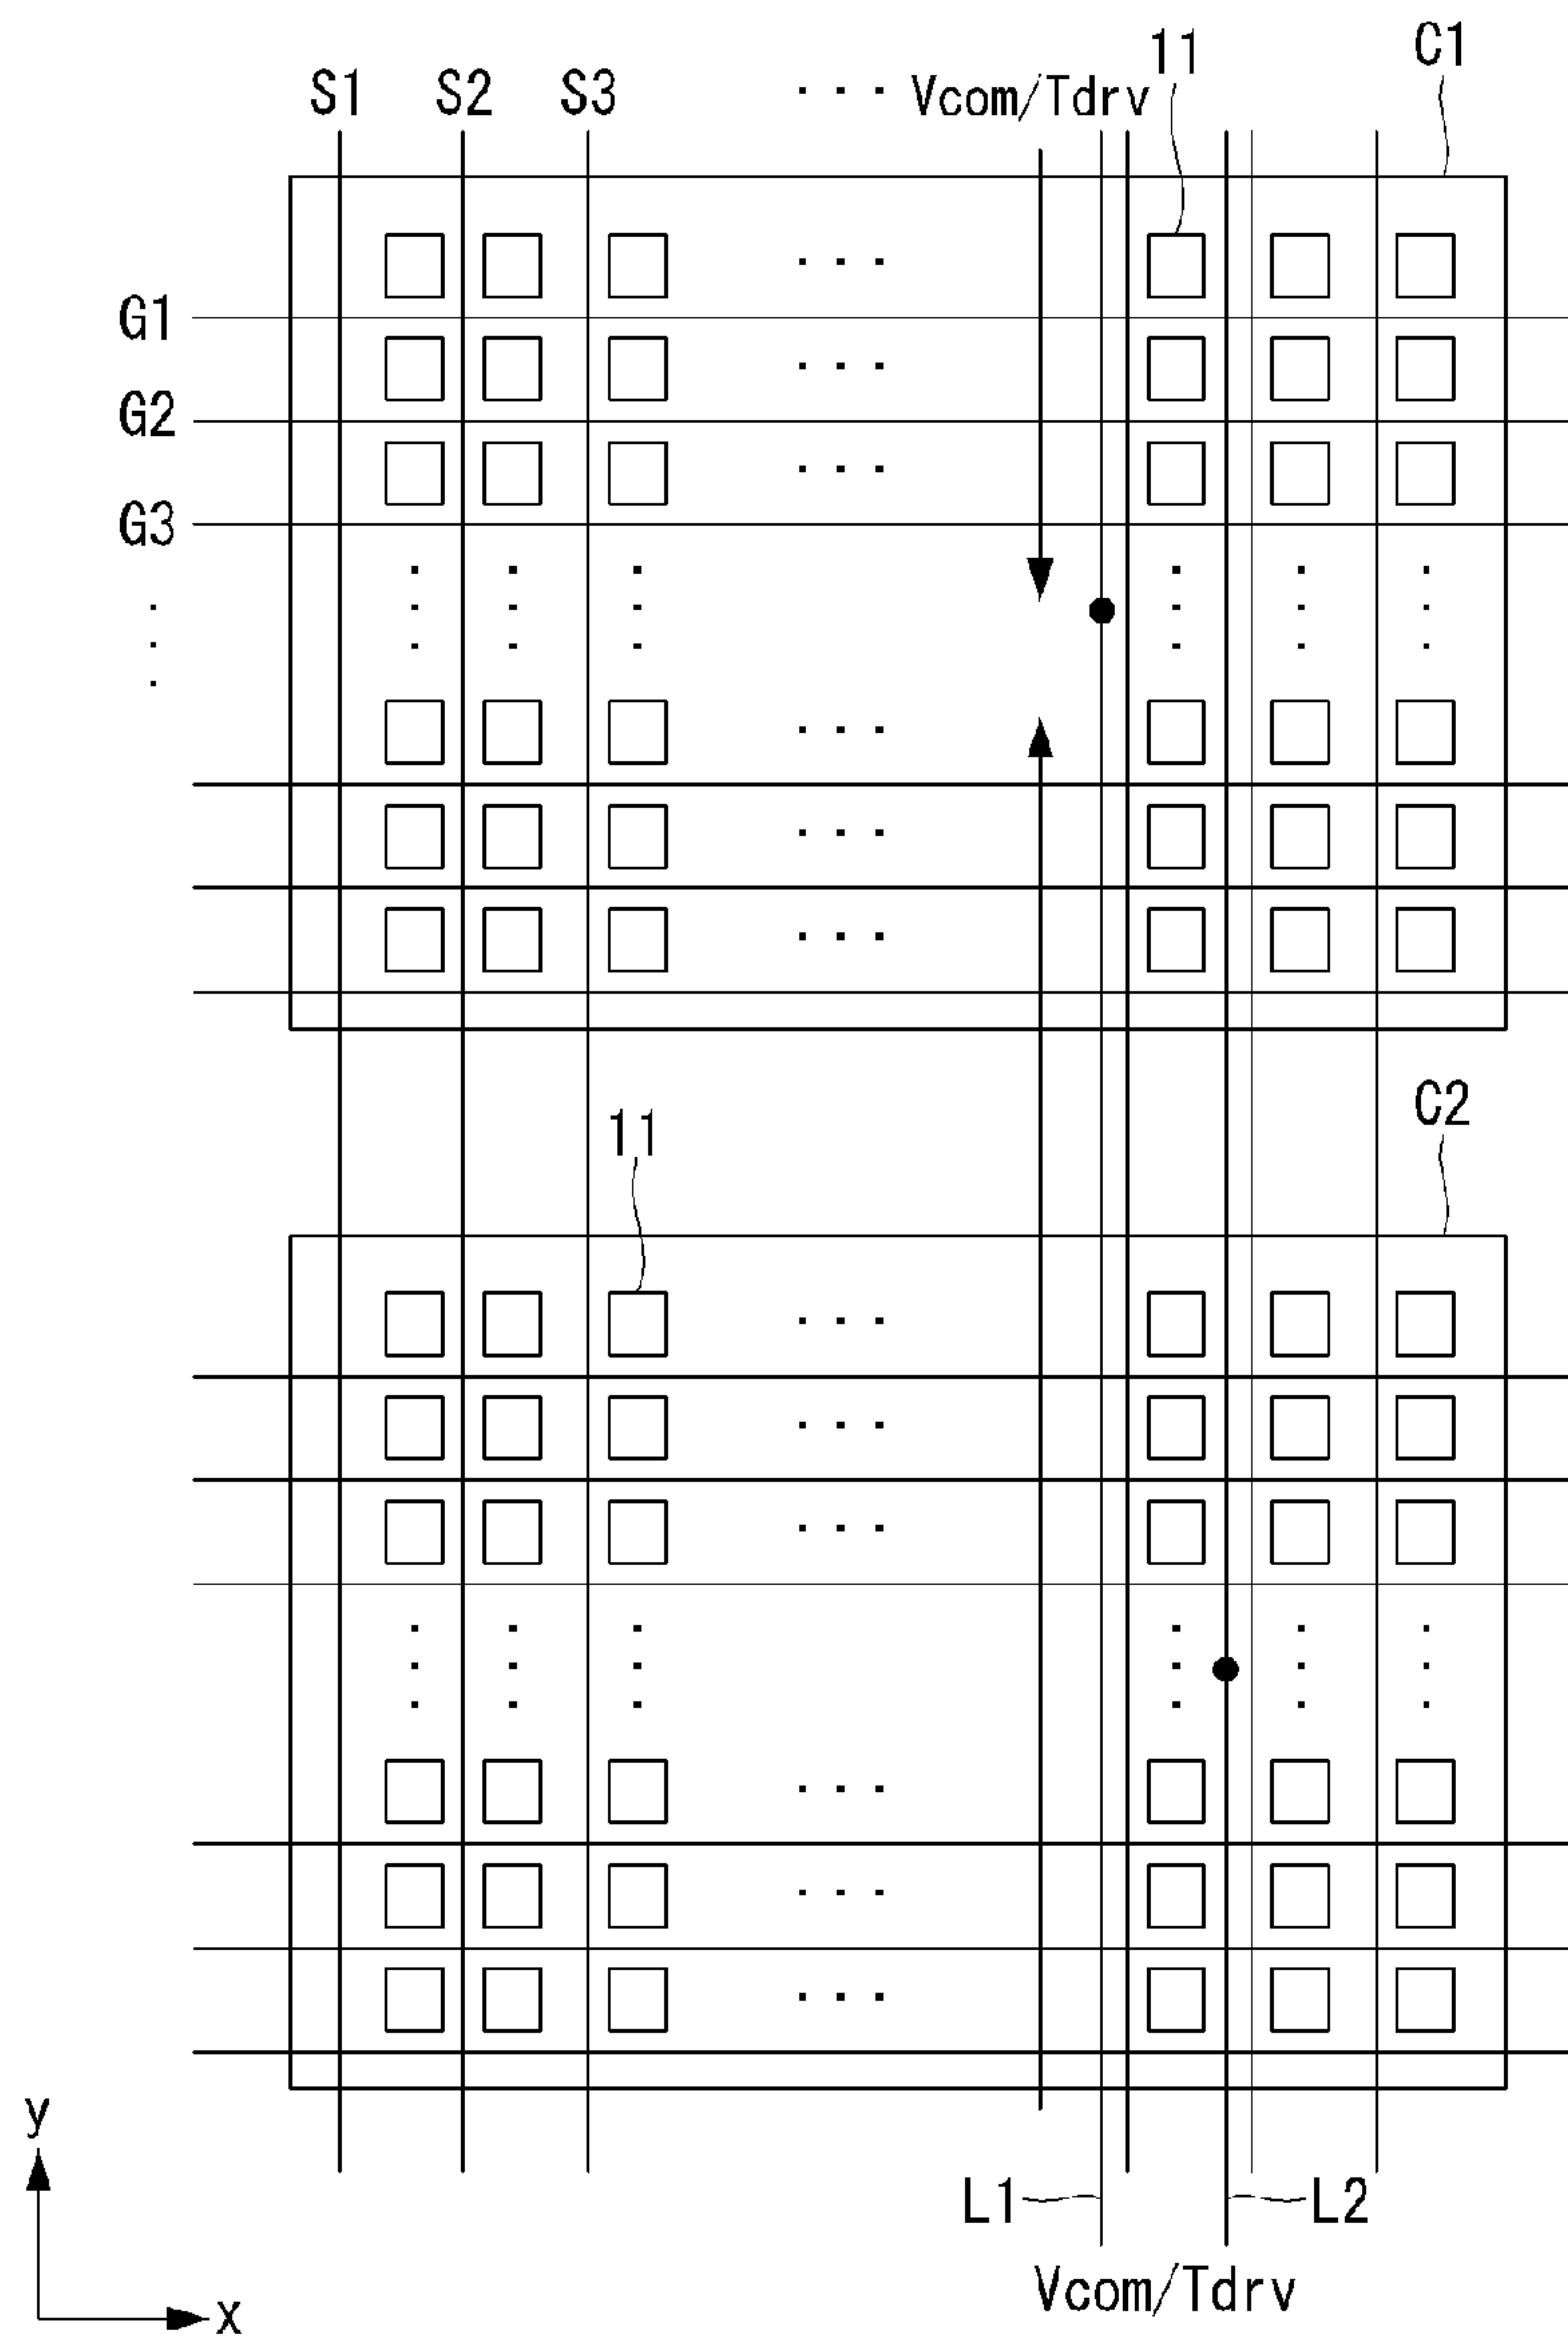 11
C1
S1 S2 S3 ··· Vcom/Tdrv
G1
G2
G3
C2
11
y
L1
L2
Vcom/Tdrv
x